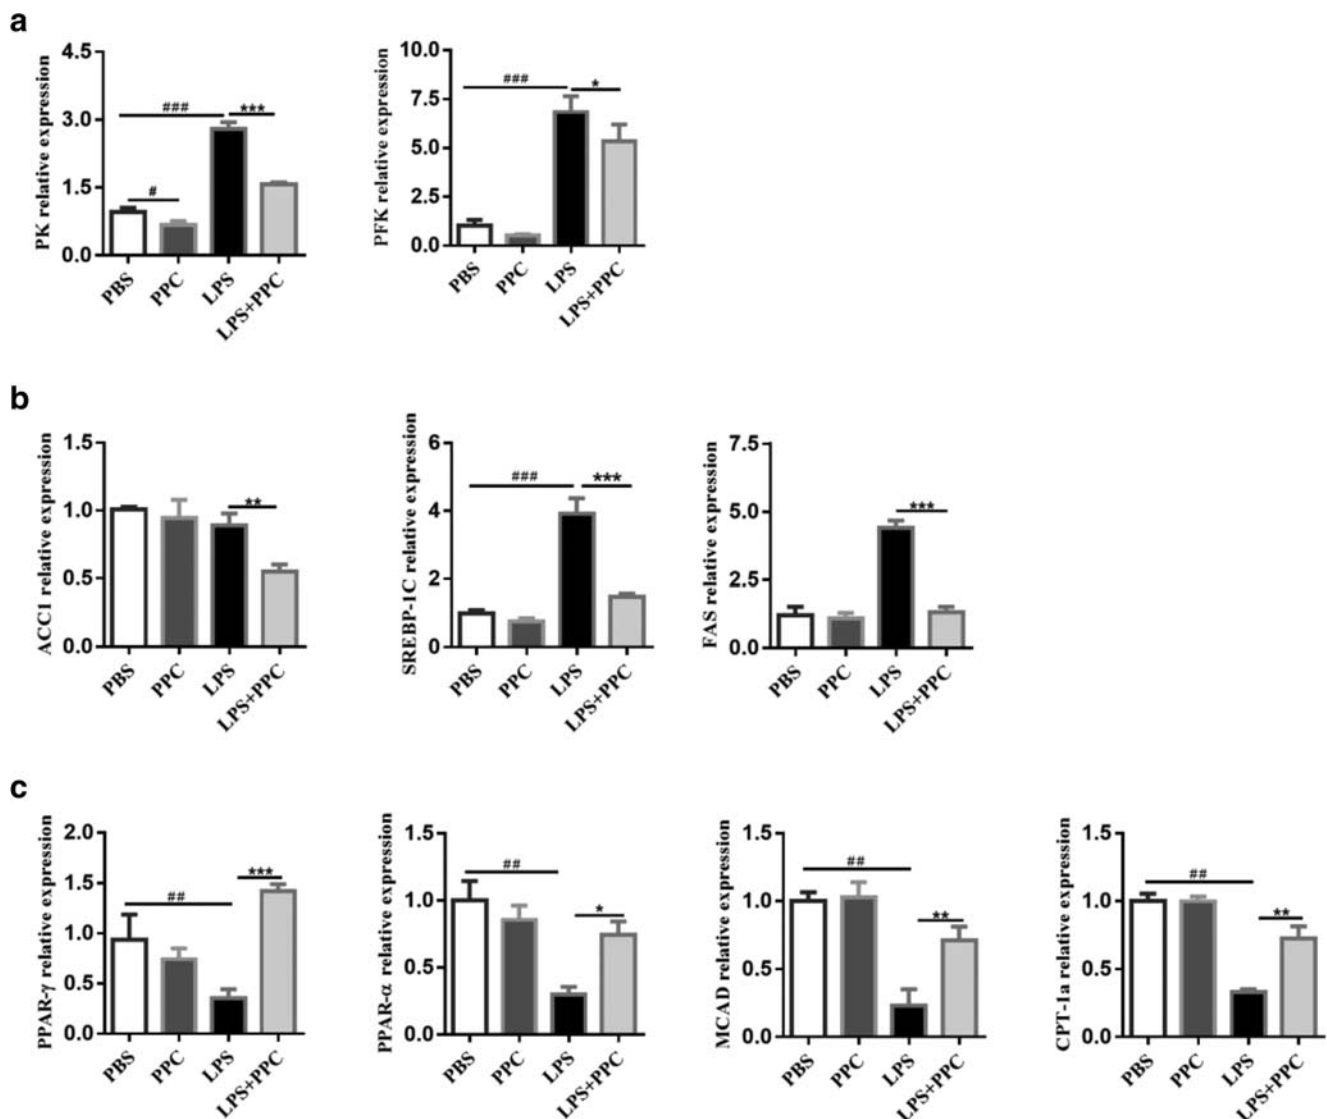 a
PK relative expression
4.5
3.0
1.5
0.0
###
***
#
PBS
PPC
LPS
LPS+PPC
PFK relative expression
10.0
7.5
5.0
2.5
0.0
###
*
PBS
PPC
LPS
LPS+PPC
b
ACC1 relative expression
1.5
1.0
0.5
0.0
**
PBS
PPC
LPS
LPS+PPC
SREBP-1C relative expression
6
4
2
0
###
***
PBS
PPC
LPS
LPS+PPC
FAS relative expression
7.5
5.0
2.5
0.0
***
PBS
PPC
LPS
LPS+PPC
c
PPAR-γ relative expression
2.0
1.5
1.0
0.5
0.0
##
***
PBS
PPC
LPS
LPS+PPC
PPAR-α relative expression
1.5
1.0
0.5
0.0
##
*
PBS
PPC
LPS
LPS+PPC
MCAD relative expression
1.5
1.0
0.5
0.0
##
**
PBS
PPC
LPS
LPS+PPC
CPT-1a relative expression
1.5
1.0
0.5
0.0
##
**
PBS
PPC
LPS
LPS+PPC